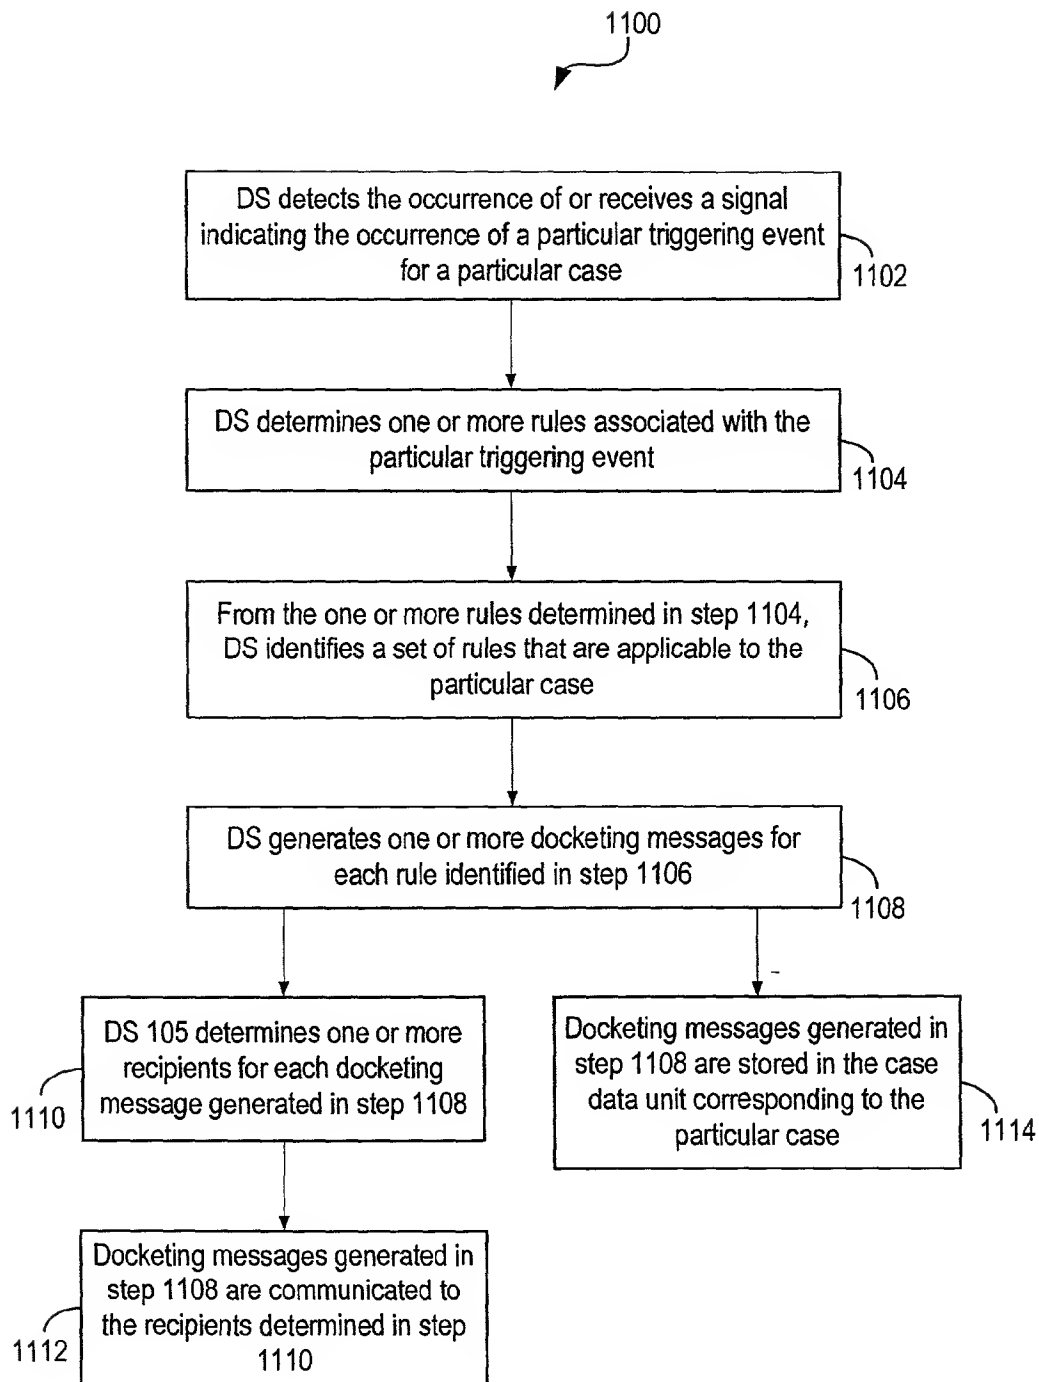 1100
DS detects the occurrence of or receives a signal
indicating the occurrence of a particular triggering event
for a particular case
1102
DS determines one or more rules associated with the
particular triggering event
1104
From the one or more rules determined in step 1104,
DS identifies a set of rules that are applicable to the
particular case
1106
DS generates one or more docketing messages for
each rule identified in step 1106
1108
DS 105 determines one or more
recipients for each docketing
message generated in step 1108
1110
Docketing messages generated in
step 1108 are stored in the case
data unit corresponding to the
particular case
1114
Docketing messages generated in
step 1108 are communicated to
the recipients determined in step
1110
1112